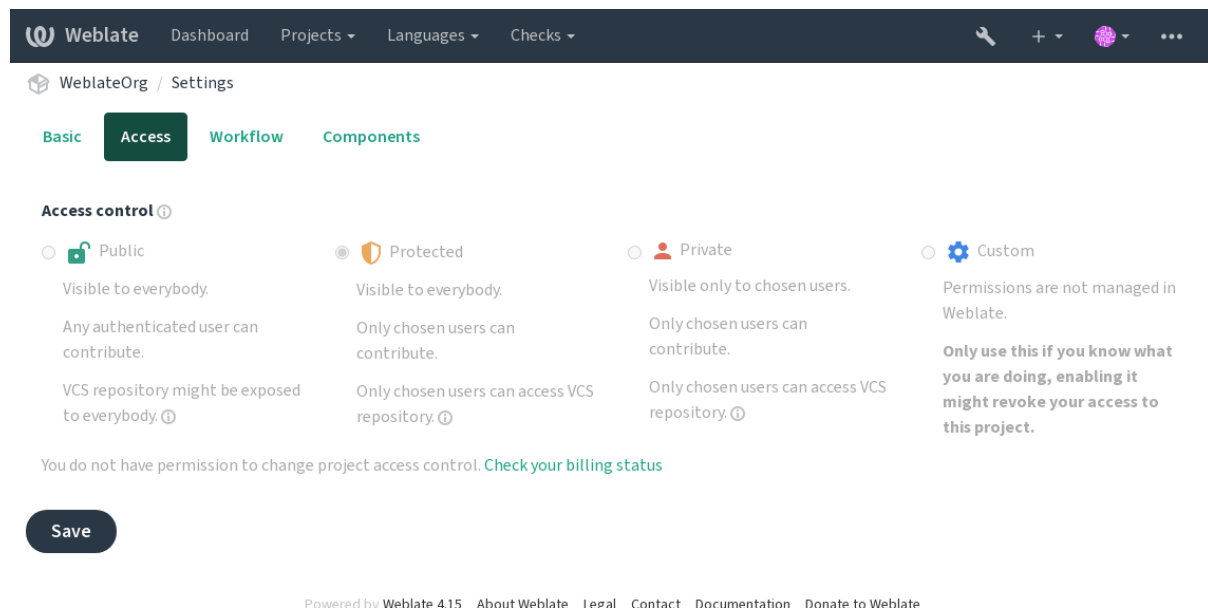 Weblate Dashboard Projects Languages Checks
WeblateOrg / Settings
Basic Access Workflow Components
Access control
Public
Visible to everybody.
Any authenticated user can
contribute.
VCS repository might be exposed
to everybody.
Protected
Visible to everybody.
Only chosen users can
contribute.
Only chosen users can access VCS
repository.
Private
Visible only to chosen users.
Only chosen users can
contribute.
Only chosen users can access VCS
repository.
Custom
Permissions are not managed in
Weblate.
Only use this if you know what
you are doing, enabling it
might revoke your access to
this project.
You do not have permission to change project access control. Check your billing status
Save
Powered by Weblate 4.15 About Weblate Legal Contact Documentation Donate to Weblate